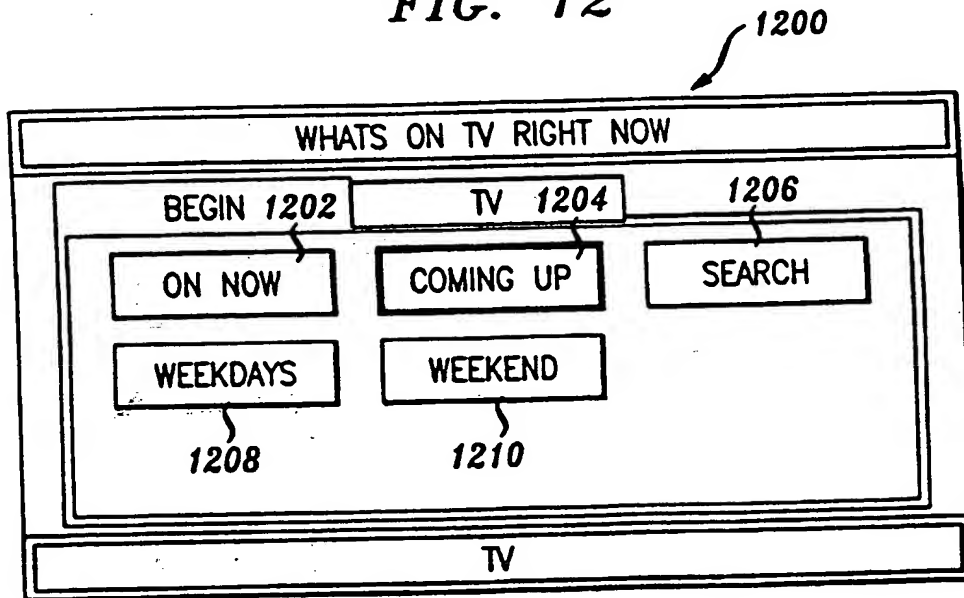 FIG. 12
1200
WHATS ON TV RIGHT NOW
BEGIN 1202 TV 1204 1206
ON NOW COMING UP SEARCH
WEEKDAYS WEEKEND
1208 1210
TV